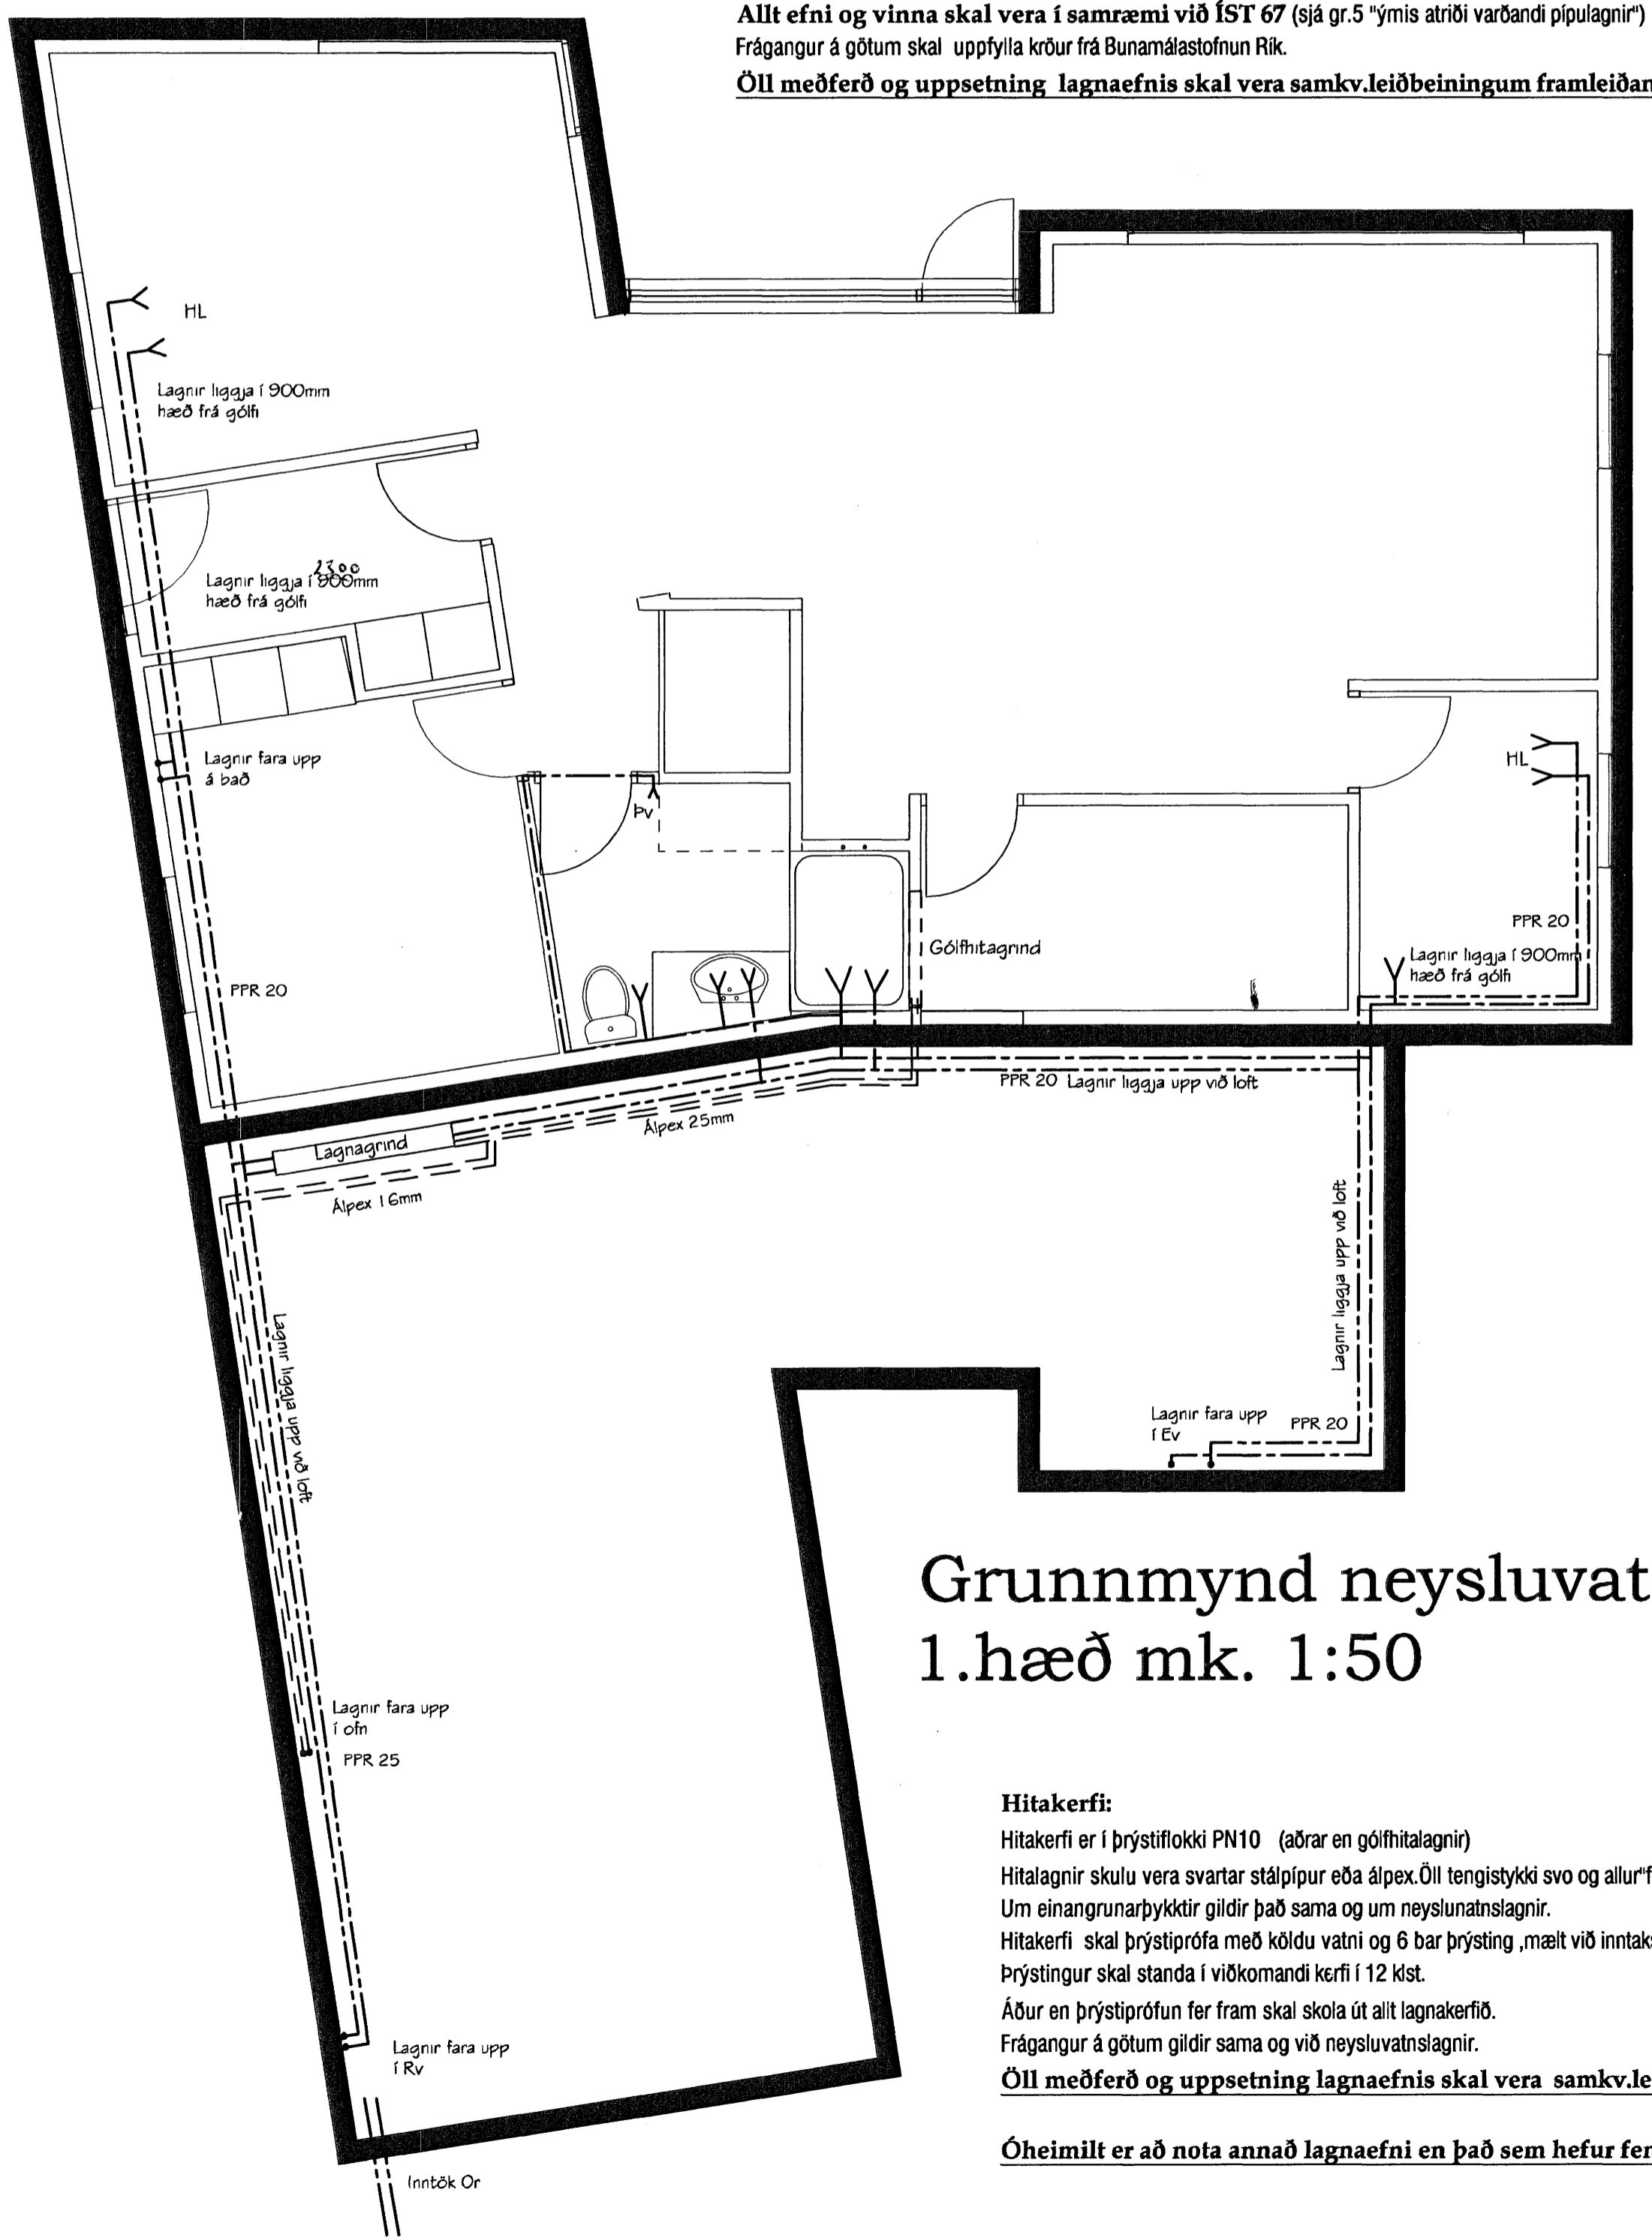 Allt efni og vinna skal vera í samræmi við ÍST 67 (sjá gr.5 "ýmis atriði varðandi pípulagnir")
Frágangur á götum skal uppfylla kröur frá Bunamálastofnun Rík.
Öll meðferð og uppsetning lagnaefnis skal vera samkv.leiðbeiningum framleiðan
HL
Lagnir liggja í 900mm
hæð frá gólfi
2300
Lagnir liggja í 900mm
hæð frá gólfi
Lagnir fara upp
á bað
Þv
HL
Gólfhitagrind
PPR 20
Lagnir liggja í 900mm
hæð frá gólfi
PPR 20
PPR 20 Lagnir liggja upp við loft
Álpex 25mm
Lagnagrind
Álpex 16mm
Lagnir liggja upp við loft
Lagnir liggja upp við loft
Lagnir fara upp
í Ev
PPR 20
Grunnmynd neysluvat
1.hæð mk. 1:50
Lagnir fara upp
í ofn
PPR 25
Hitakerfi:
Hitakerfi er í þrýstiflokki PN10 (aðrar en gólfhitalagnir)
Hitalagnir skulu vera svartar stálpípur eða álpex.Öll tengistykki svo og allur"f
Um einangrunarþykktir gildir það sama og um neyslunatnslagnir.
Hitakerfi skal þrýstiprófa með köldu vatni og 6 bar þrýsting ,mælt við inntaks
Þrýstingur skal standa í viðkomandi kerfi í 12 klst.
Áður en þrýstiprófun fer fram skal skola út allt lagnakerfið.
Frágangur á götum gildir sama og við neysluvatnslagnir.
Öll meðferð og uppsetning lagnaefnis skal vera samkv.le
Óheimilt er að nota annað lagnaefni en það sem hefur fen
Lagnir fara upp
í Rv
Inntök Or